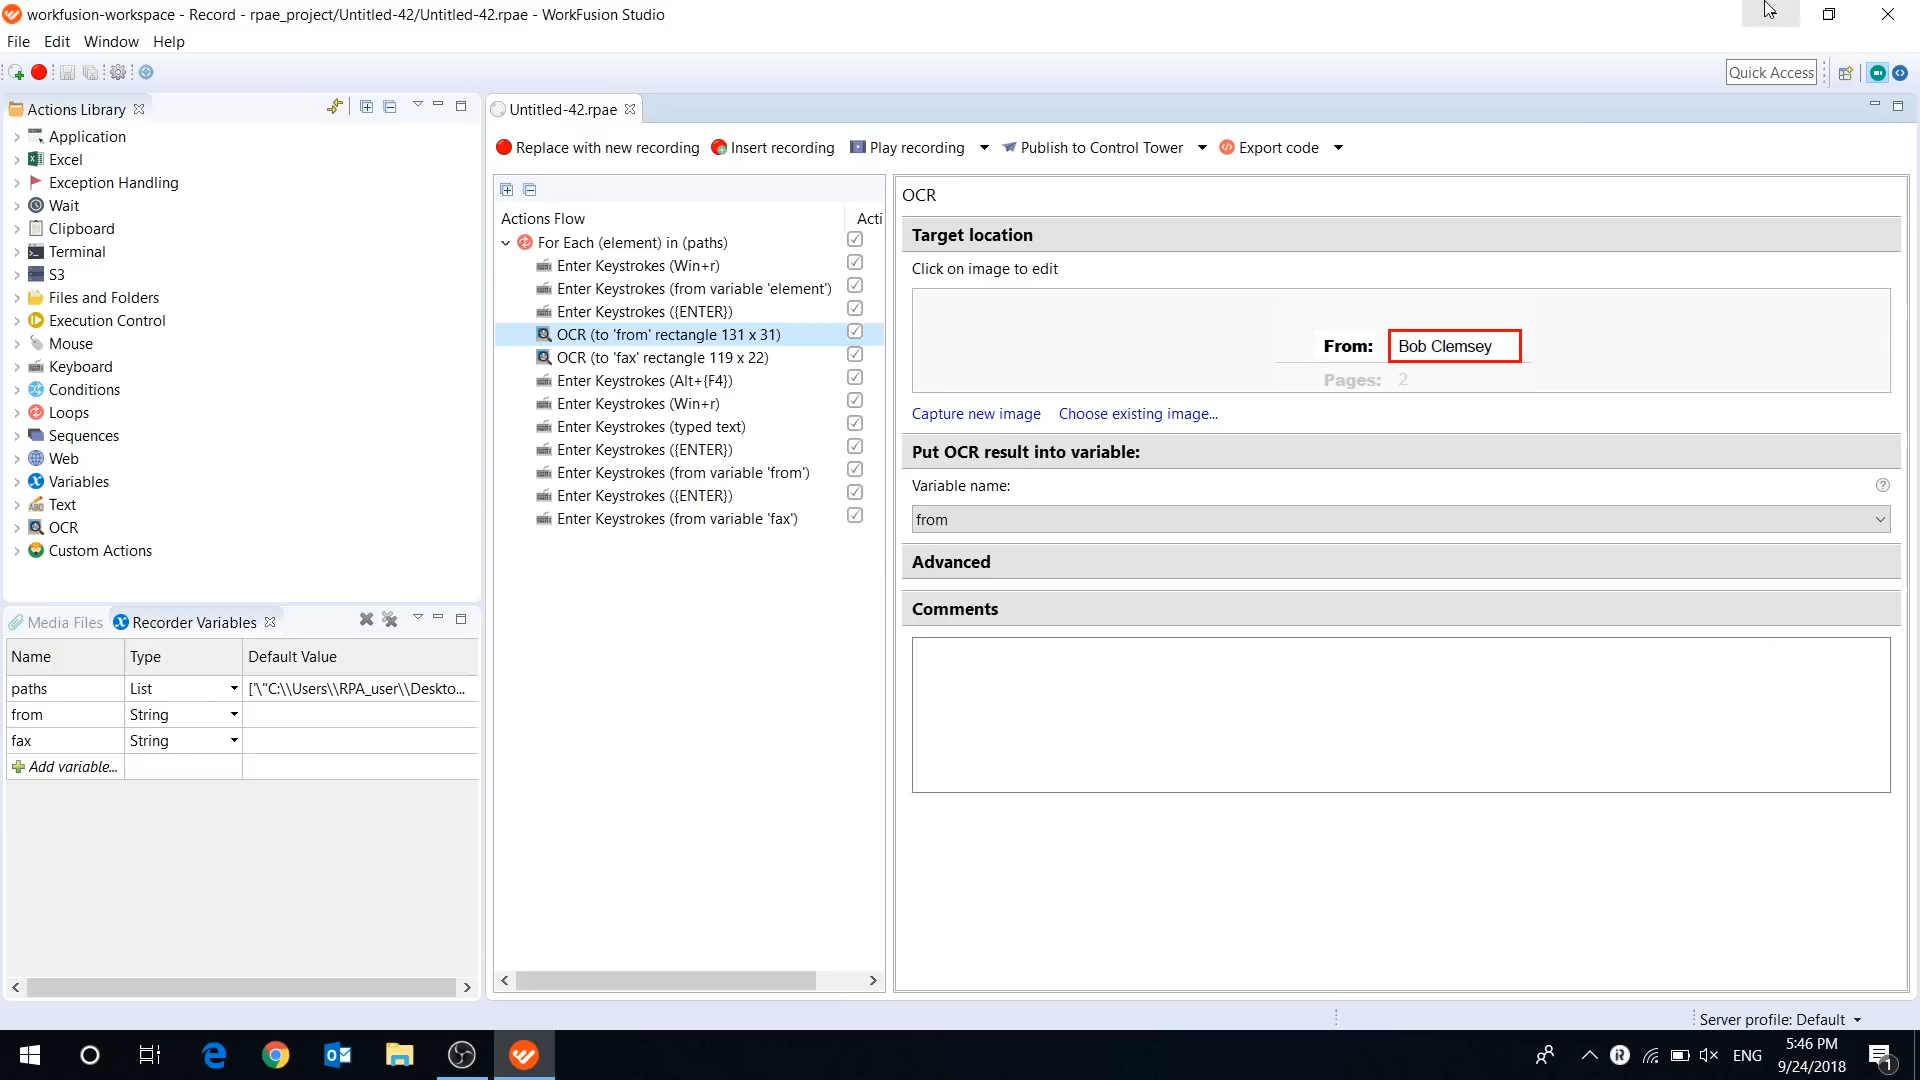 workfusion-workspace - Record - rpae_project/Untitled-42/Untitled-42.rpae - WorkFusion Studio
File Edit Window Help
Quick Access
Actions Library
Application
Excel
Exception Handling
Wait
Clipboard
Terminal
S3
Files and Folders
Execution Control
Mouse
Keyboard
Conditions
Loops
Sequences
Web
Variables
Text
OCR
Custom Actions
Media Files Recorder Variables
Name Type Default Value
paths List ['\"C:\\Users\\RPA_user\\Deskto...
from String
fax String
Add variable...
Untitled-42.rpae
Replace with new recording Insert recording Play recording Publish to Control Tower Export code
Actions Flow Acti
For Each (element) in (paths)
Enter Keystrokes (Win+r)
Enter Keystrokes (from variable 'element')
Enter Keystrokes ({ENTER})
OCR (to 'from' rectangle 131 x 31)
OCR (to 'fax' rectangle 119 x 22)
Enter Keystrokes (Alt+{F4})
Enter Keystrokes (Win+r)
Enter Keystrokes (typed text)
Enter Keystrokes ({ENTER})
Enter Keystrokes (from variable 'from')
Enter Keystrokes ({ENTER})
Enter Keystrokes (from variable 'fax')
OCR
Target location
Click on image to edit
From: Bob Clemsey
Pages: 2
Capture new image Choose existing image...
Put OCR result into variable:
Variable name:
from
Advanced
Comments
Server profile: Default
ENG
5:46 PM
9/24/2018
1